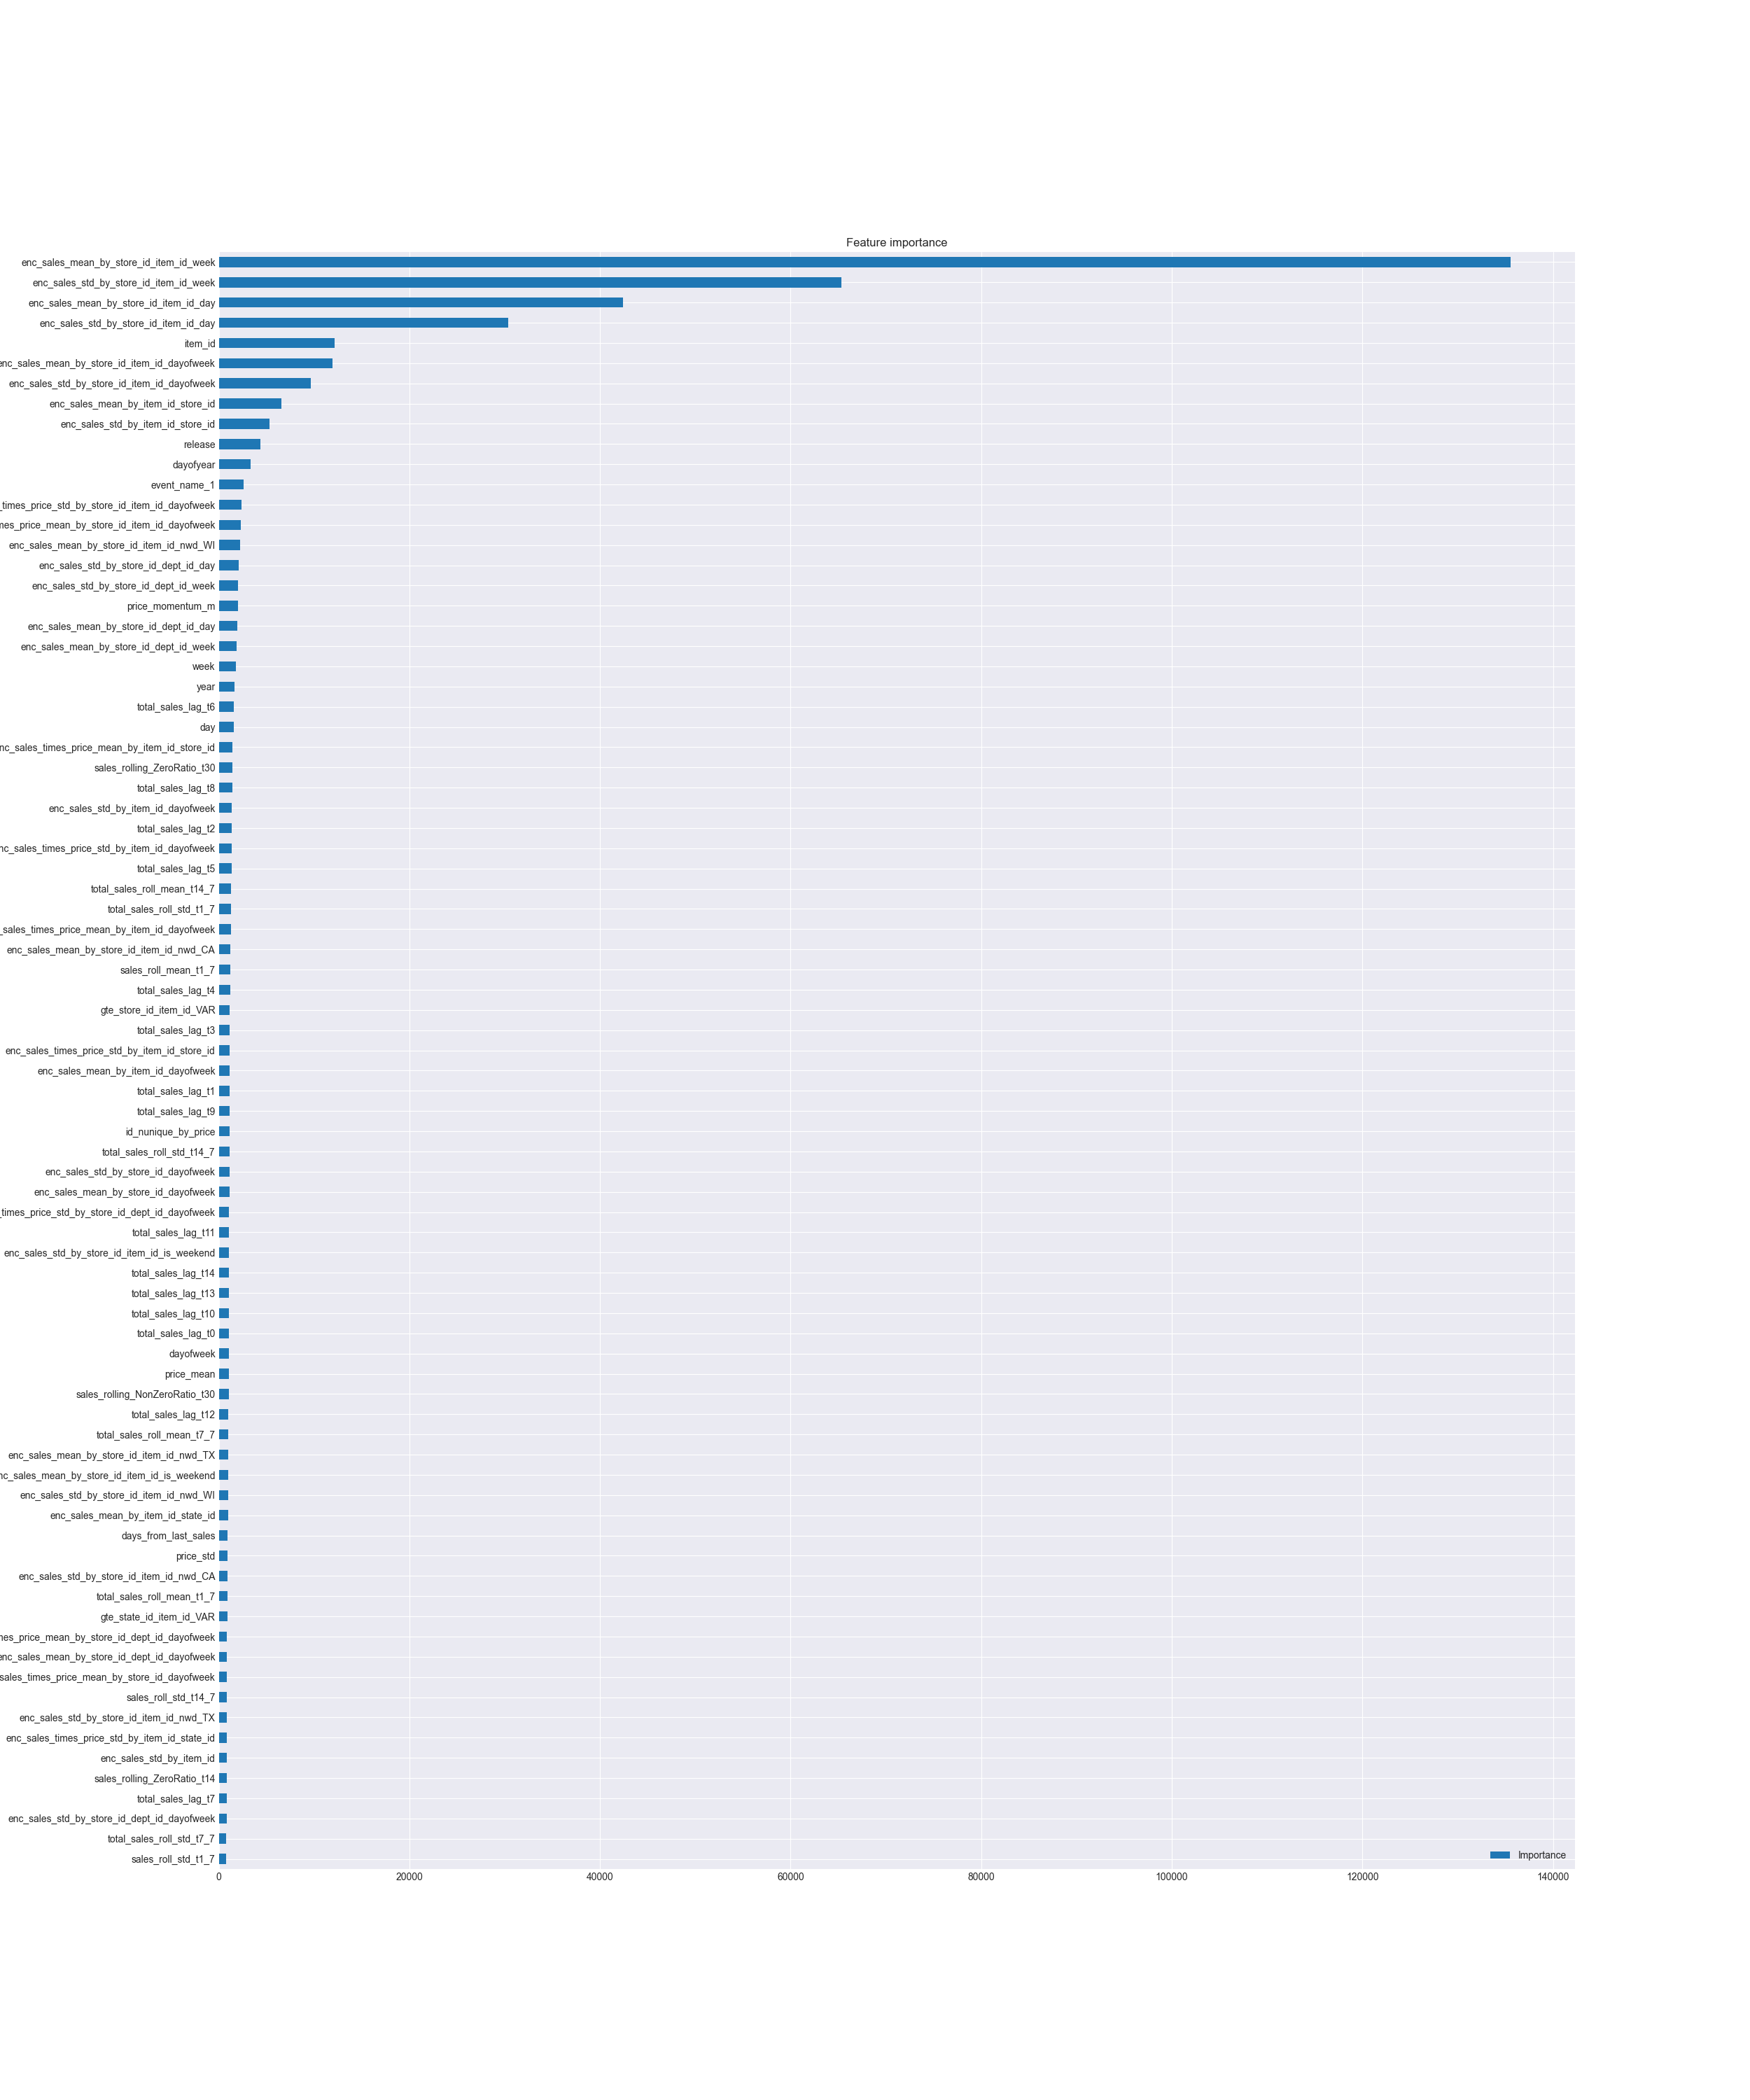 Feature importance
enc_sales_mean_by_store_id_item_id_week
enc_sales_std_by_store_id_item_id_week
enc_sales_mean_by_store_id_item_id_day
enc_sales_std_by_store_id_item_id_day
item_id
enc_sales_mean_by_store_id_item_id_dayofweek
enc_sales_std_by_store_id_item_id_dayofweek
enc_sales_mean_by_item_id_store_id
enc_sales_std_by_item_id_store_id
release
dayofyear
event_name_1
_times_price_std_by_store_id_item_id_dayofweek
mes_price_mean_by_store_id_item_id_dayofweek
enc_sales_mean_by_store_id_item_id_nwd_WI
enc_sales_std_by_store_id_dept_id_day
enc_sales_std_by_store_id_dept_id_week
price_momentum_m
enc_sales_mean_by_store_id_dept_id_day
enc_sales_mean_by_store_id_dept_id_week
week
year
total_sales_lag_t6
day
nc_sales_times_price_mean_by_item_id_store_id
sales_rolling_ZeroRatio_t30
total_sales_lag_t8
enc_sales_std_by_item_id_dayofweek
total_sales_lag_t2
nc_sales_times_price_std_by_item_id_dayofweek
total_sales_lag_t5
total_sales_roll_mean_t14_7
total_sales_roll_std_t1_7
_sales_times_price_mean_by_item_id_dayofweek
enc_sales_mean_by_store_id_item_id_nwd_CA
sales_roll_mean_t1_7
total_sales_lag_t4
gte_store_id_item_id_VAR
total_sales_lag_t3
enc_sales_times_price_std_by_item_id_store_id
enc_sales_mean_by_item_id_dayofweek
total_sales_lag_t1
total_sales_lag_t9
id_nunique_by_price
total_sales_roll_std_t14_7
enc_sales_std_by_store_id_dayofweek
enc_sales_mean_by_store_id_dayofweek
_times_price_std_by_store_id_dept_id_dayofweek
total_sales_lag_t11
enc_sales_std_by_store_id_item_id_is_weekend
total_sales_lag_t14
total_sales_lag_t13
total_sales_lag_t10
total_sales_lag_t0
dayofweek
price_mean
sales_rolling_NonZeroRatio_t30
total_sales_lag_t12
total_sales_roll_mean_t7_7
enc_sales_mean_by_store_id_item_id_nwd_TX
nc_sales_mean_by_store_id_item_id_is_weekend
enc_sales_std_by_store_id_item_id_nwd_WI
enc_sales_mean_by_item_id_state_id
days_from_last_sales
price_std
enc_sales_std_by_store_id_item_id_nwd_CA
total_sales_roll_mean_t1_7
gte_state_id_item_id_VAR
mes_price_mean_by_store_id_dept_id_dayofweek
enc_sales_mean_by_store_id_dept_id_dayofweek
sales_times_price_mean_by_store_id_dayofweek
sales_roll_std_t14_7
enc_sales_std_by_store_id_item_id_nwd_TX
enc_sales_times_price_std_by_item_id_state_id
enc_sales_std_by_item_id
sales_rolling_ZeroRatio_t14
total_sales_lag_t7
enc_sales_std_by_store_id_dept_id_dayofweek
total_sales_roll_std_t7_7
sales_roll_std_t1_7
Importance
0 20000 40000 60000 80000 100000 120000 140000